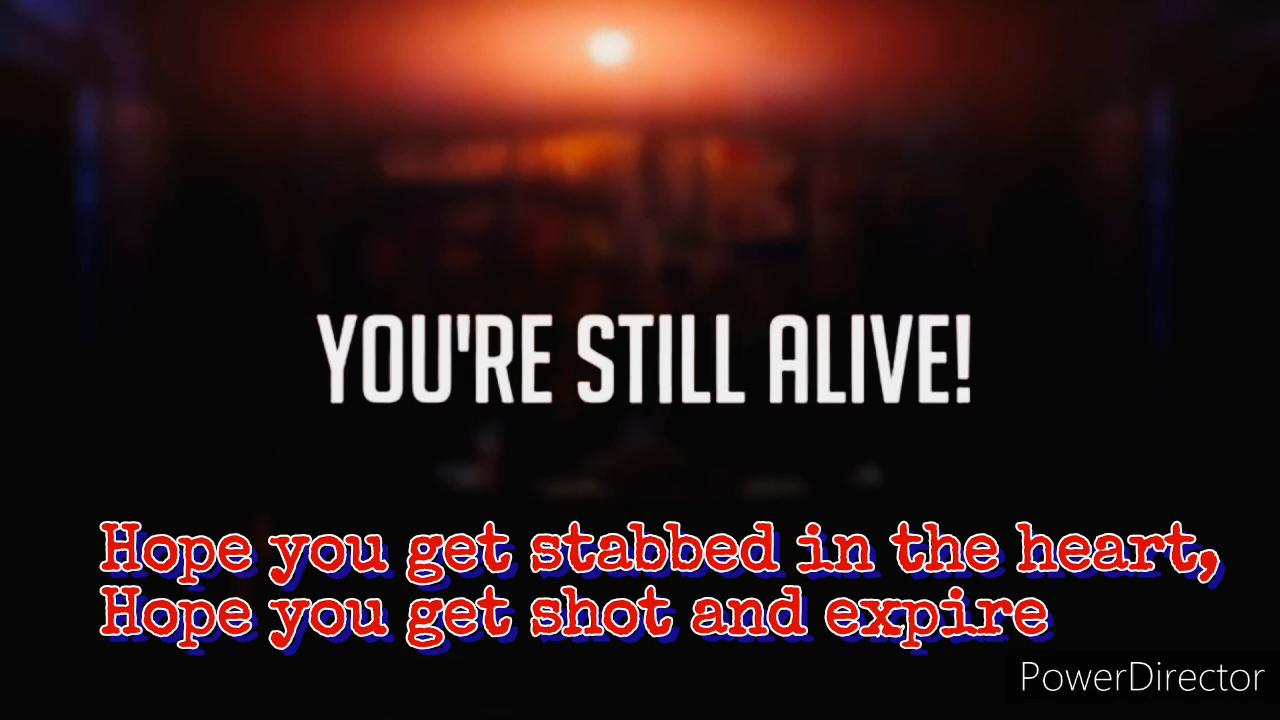 YOU'RE STILL ALIVE!
Hope you get stabbed in the heart,
Hope you get shot and expire
PowerDirector